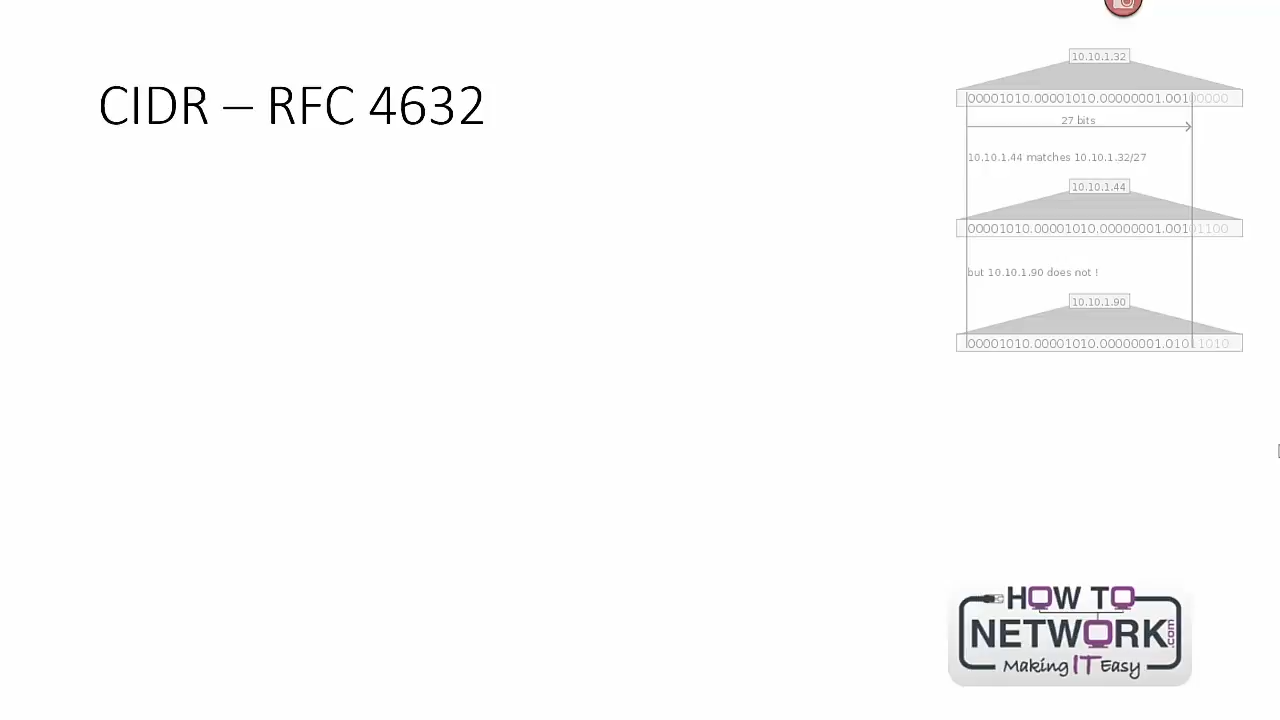 CIDR – RFC 4632
10.10.1.32
00001010.00001010.00000001.00100000
27 bits
10.10.1.44 matches 10.10.1.32/27
10.10.1.44
00001010.00001010.00000001.00101100
but 10.10.1.90 does not !
10.10.1.90
00001010.00001010.00000001.01011010
HOW TO
NETWORK.com
Making IT Easy